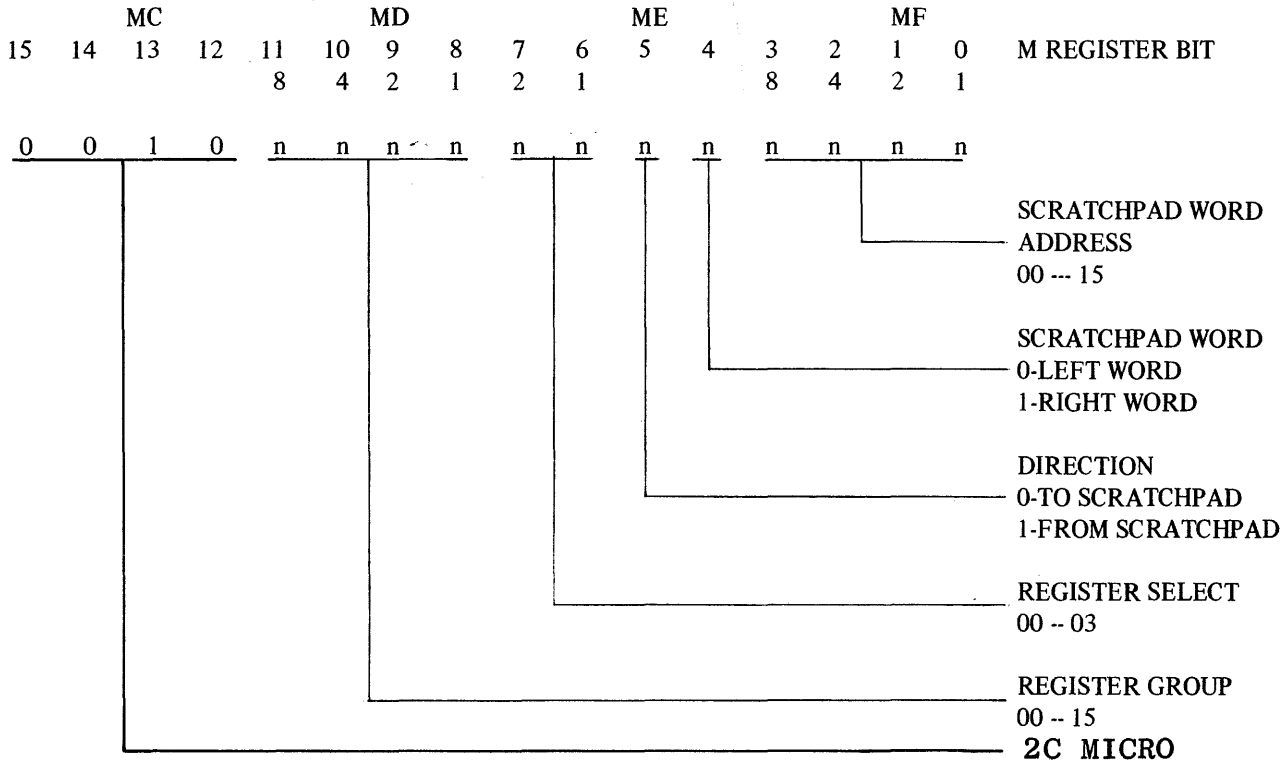 MC MD ME MF
15 14 13 12 11 10 9 8 7 6 5 4 3 2 1 0 M REGISTER BIT
8 4 2 1 2 1 8 4 2 1
0 0 1 0 n n n n n n n n n n n n
SCRATCHPAD WORD
ADDRESS
00 --- 15
SCRATCHPAD WORD
0-LEFT WORD
1-RIGHT WORD
DIRECTION
0-TO SCRATCHPAD
1-FROM SCRATCHPAD
REGISTER SELECT
00 -- 03
REGISTER GROUP
00 -- 15
2C MICRO